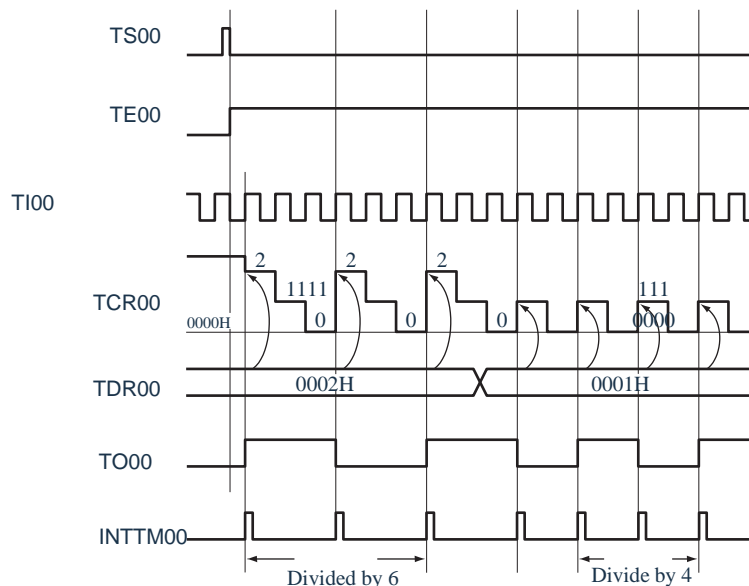 TS00
TE00
TI00
TCR00
2
2
2
1111
111
0
0
0
0000
0000H
TDR00
0002H
0001H
TO00
INTTM00
Divided by 6
Divide by 4